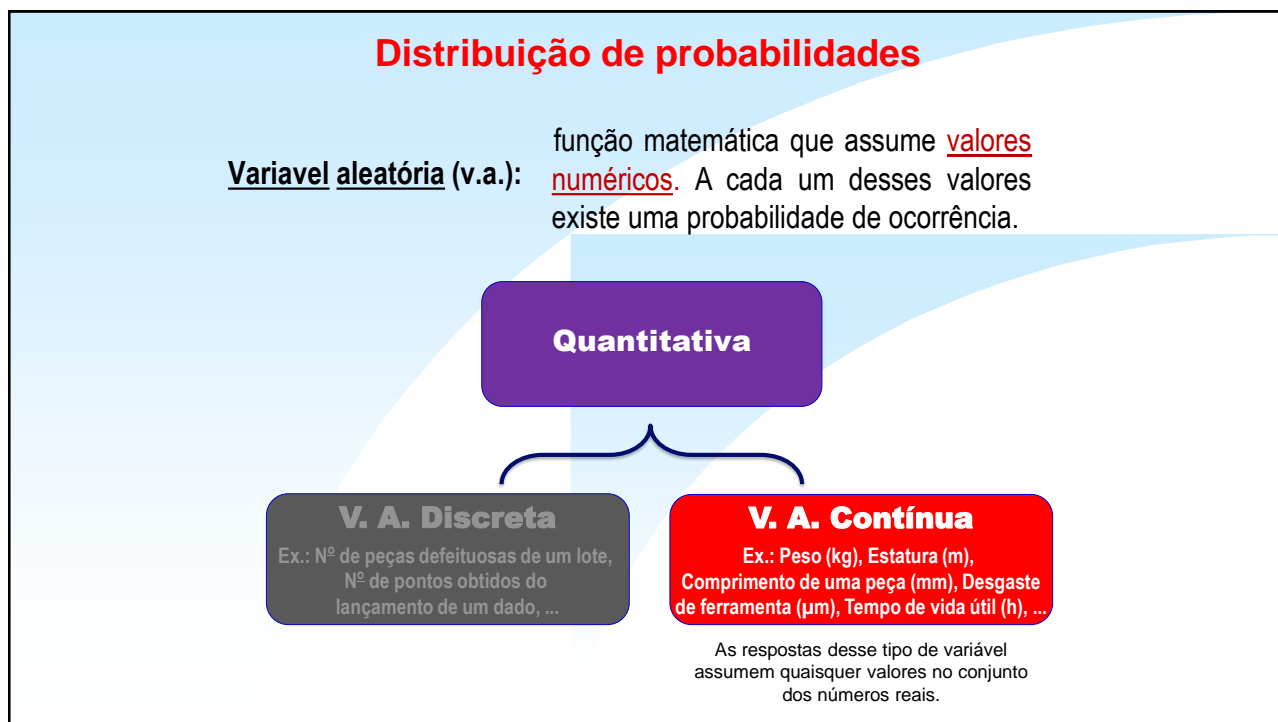 Distribuição de probabilidades
Variavel aleatória (v.a.):
função matemática que assume valores
numéricos. A cada um desses valores
existe uma probabilidade de ocorrência.
Quantitativa
V. A. Discreta
Ex.: Nº de peças defeituosas de um lote,
Nº de pontos obtidos do
lançamento de um dado, ...
V. A. Contínua
Ex.: Peso (kg), Estatura (m),
Comprimento de uma peça (mm), Desgaste
de ferramenta (µm), Tempo de vida útil (h), ...
As respostas desse tipo de variável
assumem quaisquer valores no conjunto
dos números reais.